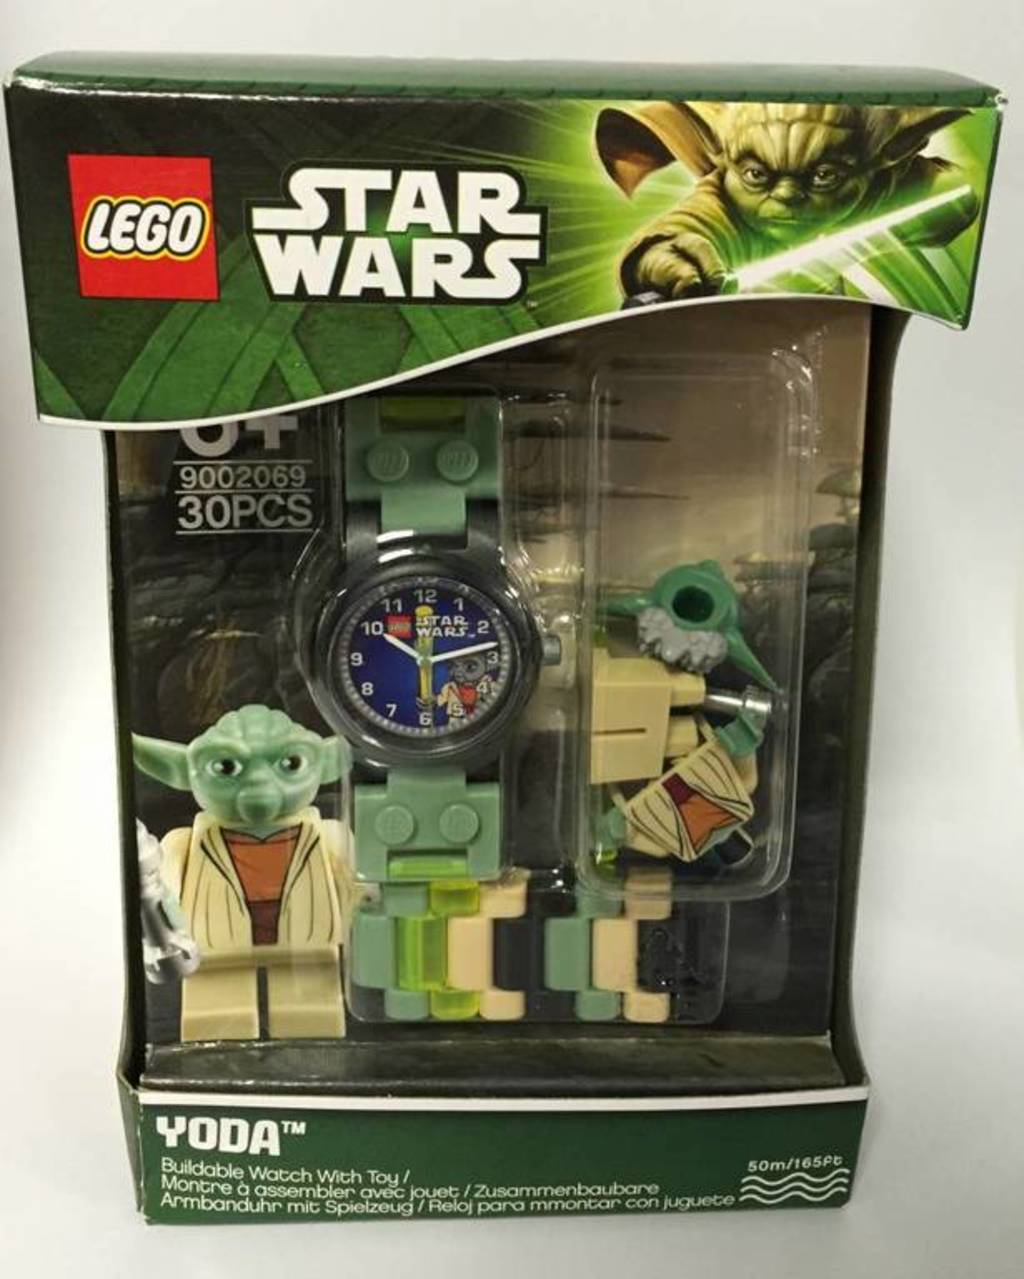 LEGO
STAR
WARS
6+
9002069
30PCS
12
11 1
10 LEGO STAR WARS 2
9 3
8 4
7 5
6
YODA™
Buildable Watch With Toy /
Montre à assembler avec jouet / Zusammenbaubare
Armbanduhr mit Spielzeug / Reloj para mmontar con juguete
50m/165ft